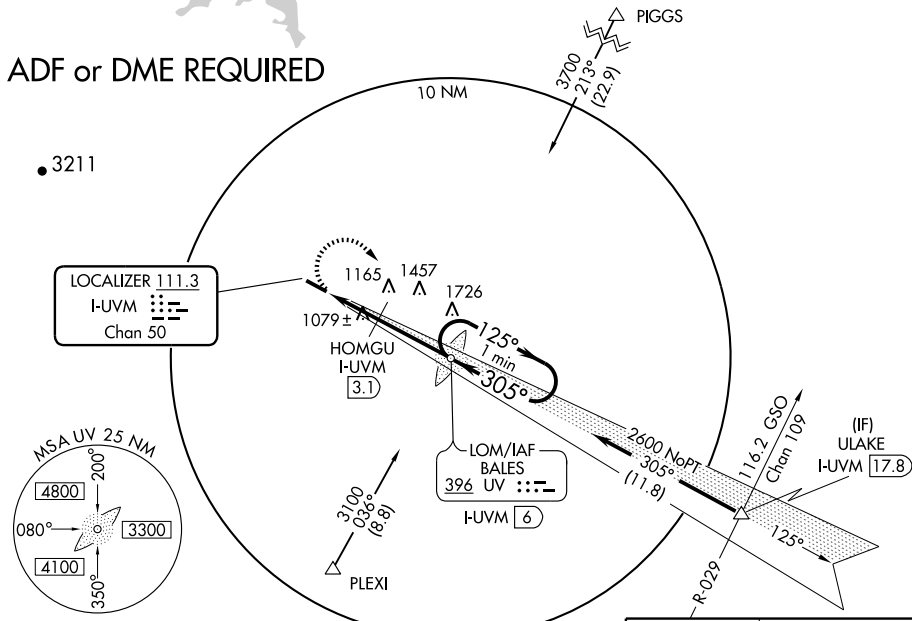 PIGGS
3700
213°
(22.9)
ADF or DME REQUIRED
10 NM
3211
LOCALIZER 111.3
I-UVM
Chan 50
1165
1457
1726
1079±
HOMGU
I-UVM
3.1
125°
1 min
305°
LOM/IAF
BALES
396 UV
I-UVM 6
2600 NoPT
305°
(11.8)
116.2 GSO
Chan 109
(IF)
ULAKE
I-UVM 17.8
125°
R-029
3100
036°
(8.8)
PLEXI
MSA UV 25 NM
200°
4800
080°
3300
4100
350°